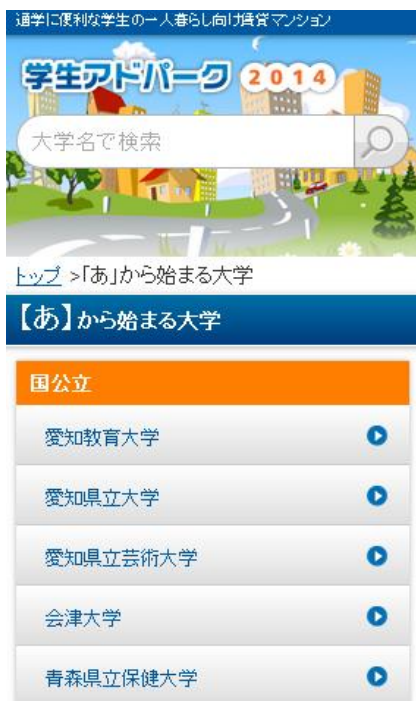 通学に便利な学生の一人暮らし向け賃貸マンション
学生アドパーク 2014
大学名で検索
トップ >「あ」から始まる大学
【あ】から始まる大学
国公立
愛知教育大学
愛知県立大学
愛知県立芸術大学
会津大学
青森県立保健大学